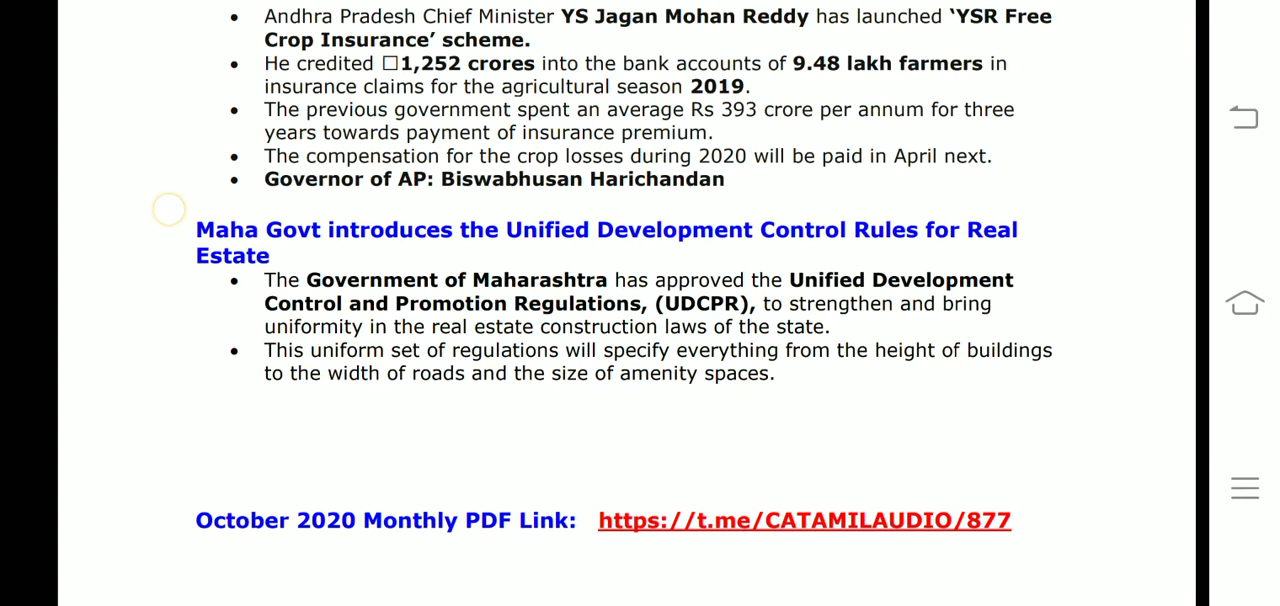 • Andhra Pradesh Chief Minister YS Jagan Mohan Reddy has launched ‘YSR Free
Crop Insurance’ scheme.
• He credited □1,252 crores into the bank accounts of 9.48 lakh farmers in
insurance claims for the agricultural season 2019.
• The previous government spent an average Rs 393 crore per annum for three
years towards payment of insurance premium.
• The compensation for the crop losses during 2020 will be paid in April next.
• Governor of AP: Biswabhusan Harichandan
Maha Govt introduces the Unified Development Control Rules for Real
Estate
• The Government of Maharashtra has approved the Unified Development
Control and Promotion Regulations, (UDCPR), to strengthen and bring
uniformity in the real estate construction laws of the state.
• This uniform set of regulations will specify everything from the height of buildings
to the width of roads and the size of amenity spaces.
October 2020 Monthly PDF Link: https://t.me/CATAMILAUDIO/877